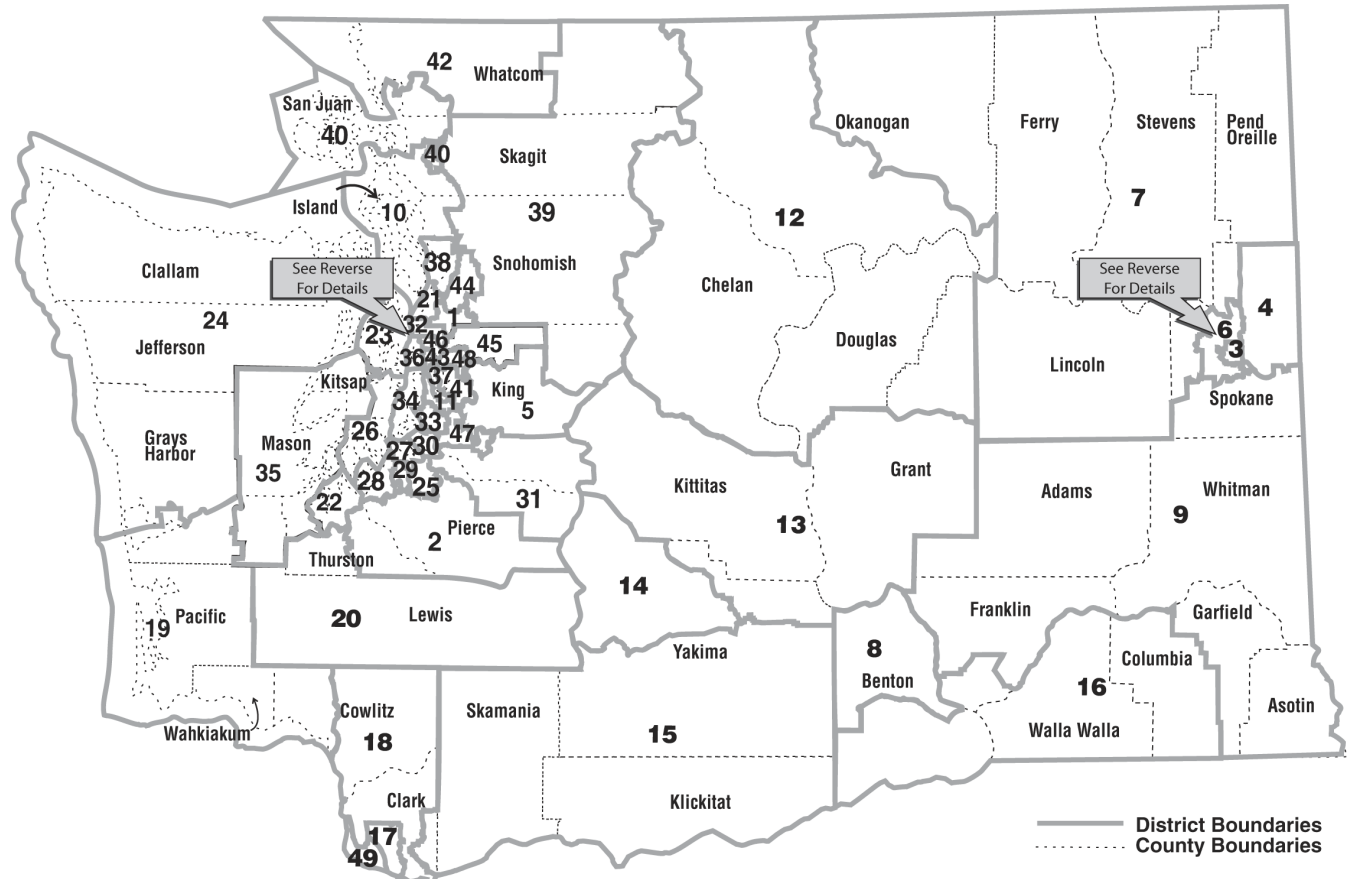 42
Whatcom
San Juan
40
Okanogan
Ferry
Stevens
Pend
Oreille
40
Skagit
Island
10
39
12
7
38
Snohomish
Clallam
See Reverse
For Details
44
Chelan
See Reverse
For Details
4
21
24
32
1
23
46
45
6
3
Jefferson
36
43
48
Douglas
Lincoln
Kitsap
37
41
King
5
Spokane
34
11
33
47
Grays
Harbor
Mason
35
26
27
30
29
28
25
22
31
Kittitas
13
Grant
Adams
Whitman
9
2
Pierce
Thurston
14
19
Pacific
20
Lewis
Franklin
Garfield
Yakima
8
Benton
Columbia
16
Walla Walla
Asotin
Wahkiakum
Cowlitz
18
Skamania
15
Clark
Klickitat
17
49
District Boundaries
County Boundaries